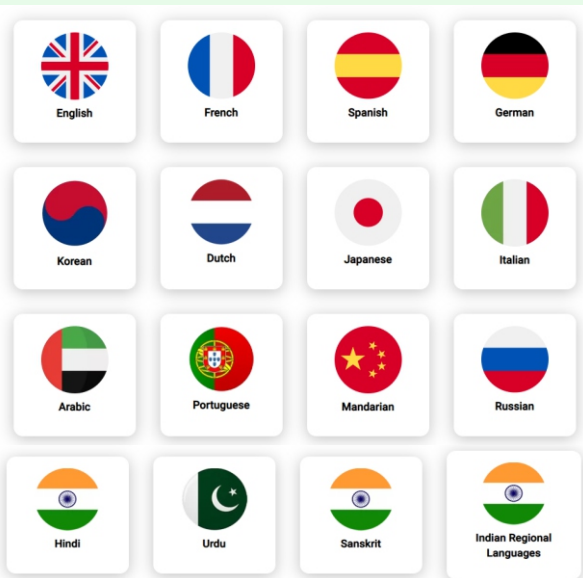 English
French
Spanish
German
Korean
Dutch
Japanese
Italian
Arabic
Portuguese
Mandarian
Russian
Hindi
Urdu
Sanskrit
Indian Regional
Languages